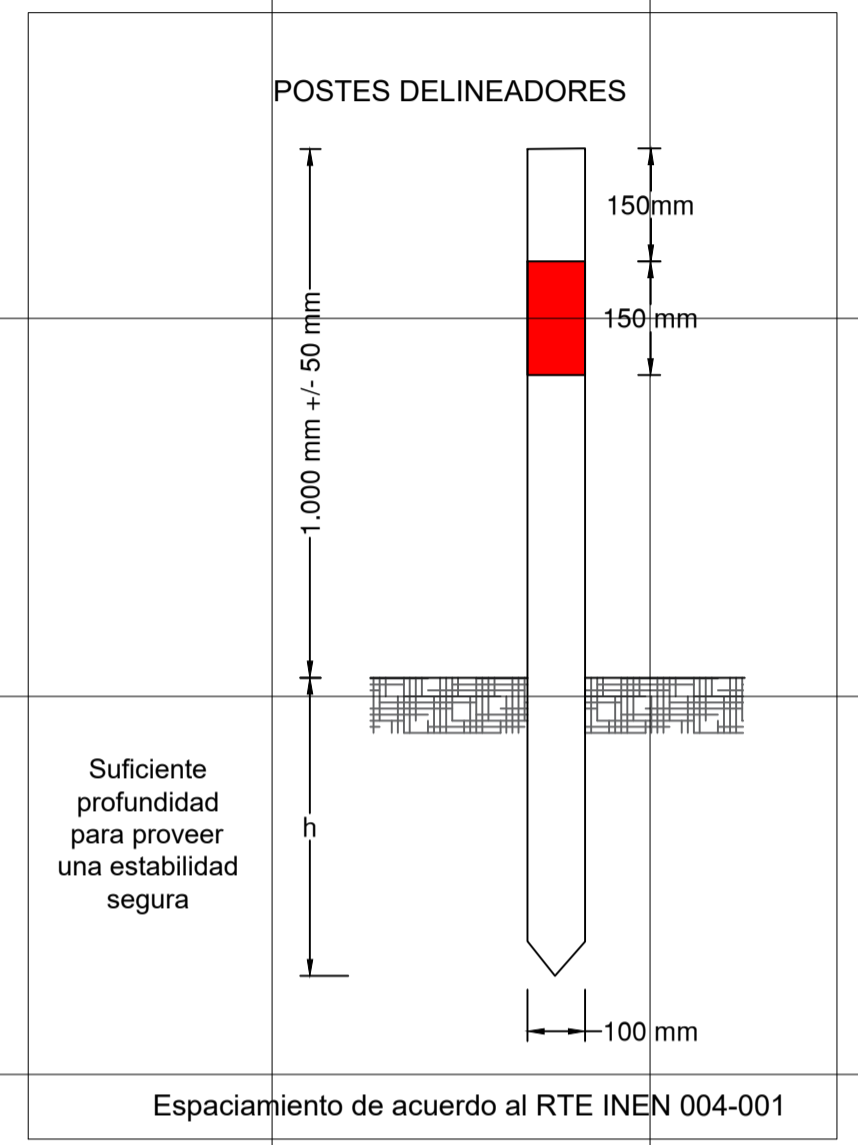 POSTES DELINEADORES
150mm
150 mm
1.000 mm +/- 50 mm
Suficiente
profundidad
para proveer
una estabilidad
segura
h
100 mm
Espaciamiento de acuerdo al RTE INEN 004-001